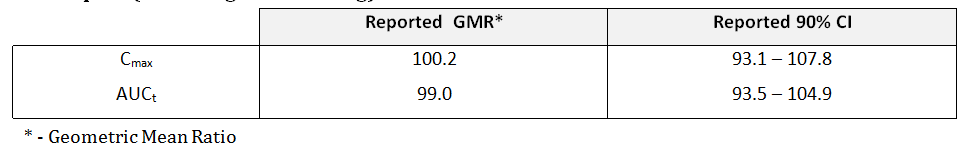 Reported GMR* Reported 90% CI
Cmax 100.2 93.1 – 107.8
AUCt 99.0 93.5 – 104.9
* - Geometric Mean Ratio